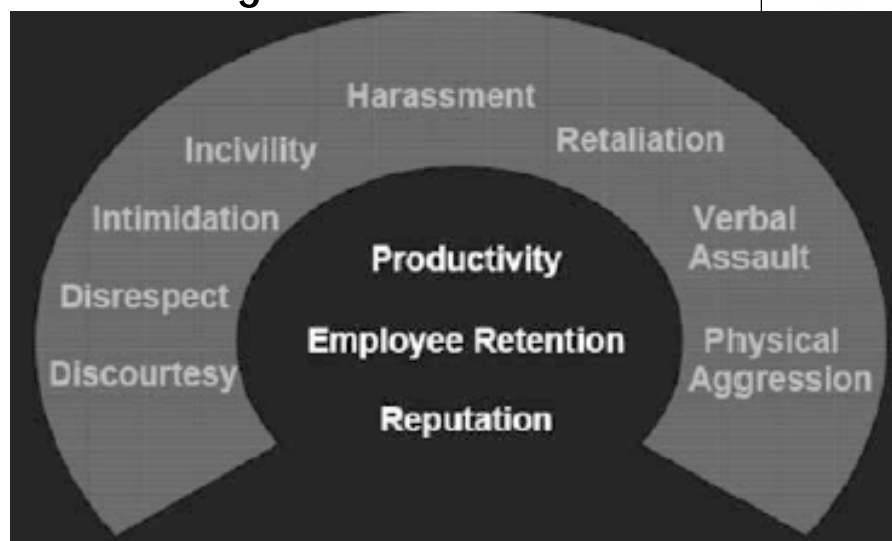 Harassment
Incivility
Retaliation
Intimidation
Verbal
Assault
Disrespect
Discourtesy
Physical
Aggression
Productivity
Employee Retention
Reputation